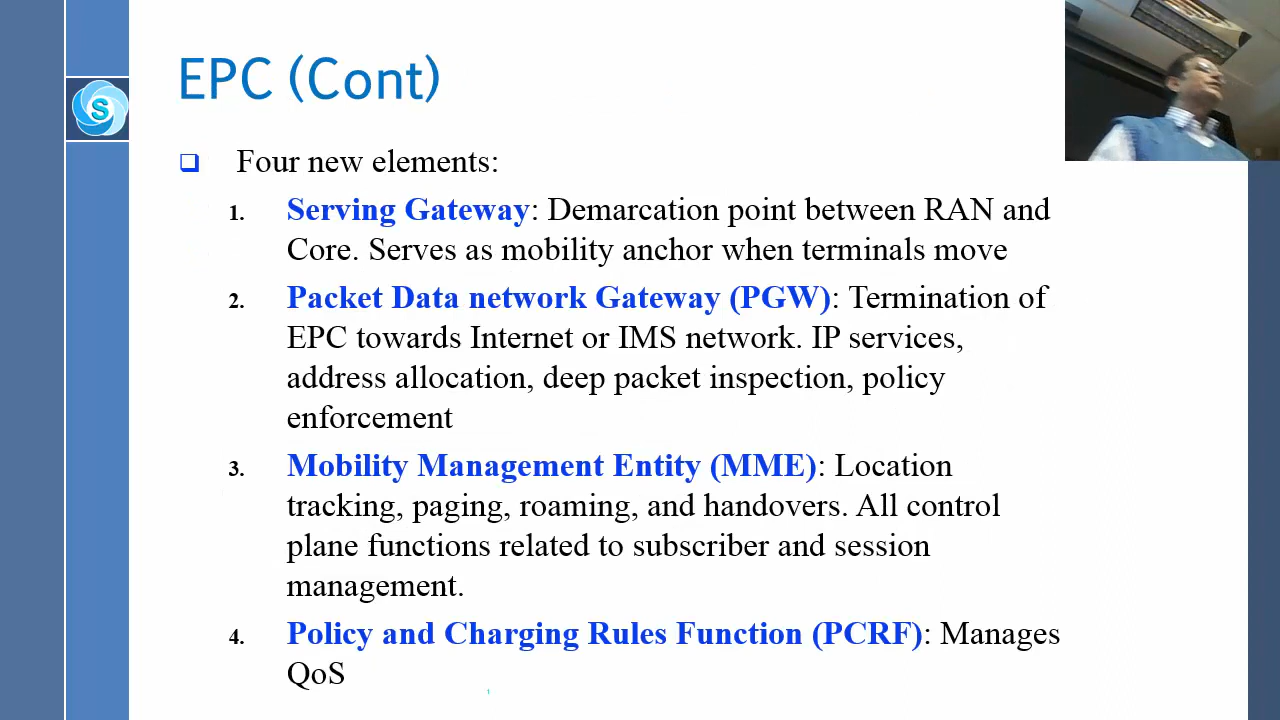 EPC (Cont)
S
Four new elements:
1. Serving Gateway: Demarcation point between RAN and
Core. Serves as mobility anchor when terminals move
2. Packet Data network Gateway (PGW): Termination of
EPC towards Internet or IMS network. IP services,
address allocation, deep packet inspection, policy
enforcement
3. Mobility Management Entity (MME): Location
tracking, paging, roaming, and handovers. All control
plane functions related to subscriber and session
management.
4. Policy and Charging Rules Function (PCRF): Manages
QoS